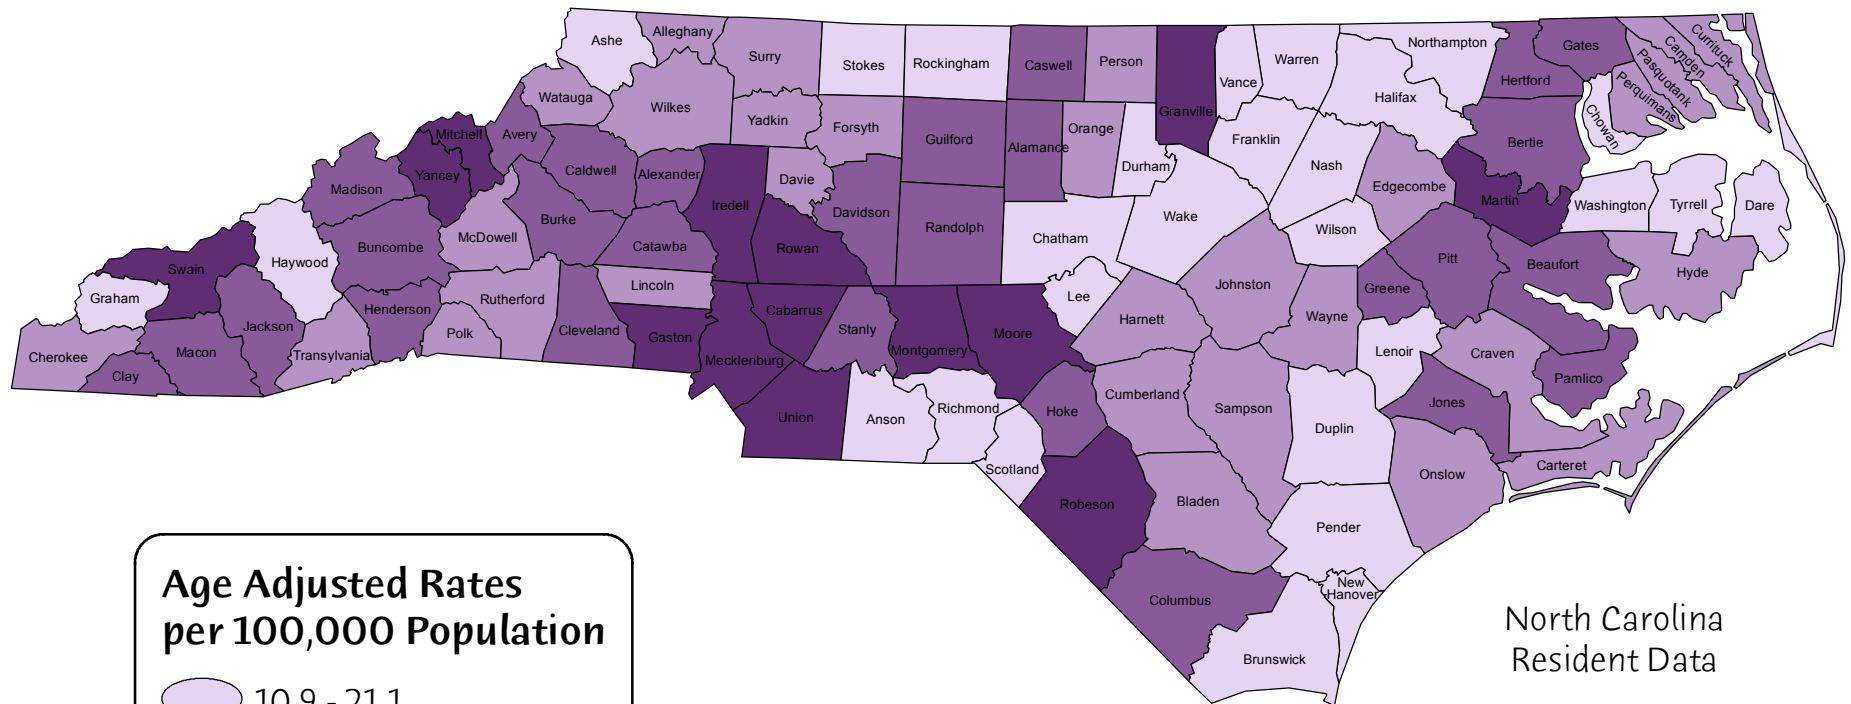 Ashe
Alleghany
Surry
Stokes
Rockingham
Caswell
Person
Granville
Vance
Warren
Northampton
Halifax
Hertford
Gates
Currituck
Camden
Pasquotank
Perquimans
Chowan
Watauga
Wilkes
Yadkin
Forsyth
Guilford
Alamance
Orange
Durham
Franklin
Nash
Edgecombe
Bertie
Martin
Washington
Tyrrell
Dare
Mitchell
Avery
Yancey
Caldwell
Alexander
Iredell
Davie
Davidson
Randolph
Chatham
Wake
Wilson
Madison
Buncombe
McDowell
Burke
Catawba
Rowan
Swain
Haywood
Graham
Jackson
Henderson
Rutherford
Lincoln
Cabarrus
Stanly
Montgomery
Moore
Lee
Harnett
Johnston
Wayne
Greene
Pitt
Beaufort
Hyde
Cherokee
Clay
Macon
Transylvania
Polk
Cleveland
Gaston
Mecklenburg
Union
Anson
Richmond
Scotland
Hoke
Cumberland
Sampson
Duplin
Lenoir
Craven
Pamlico
Jones
Onslow
Carteret
Robeson
Bladen
Pender
Columbus
New
Hanover
Brunswick
Age Adjusted Rates
per 100,000 Population
10.9 - 21.1
North Carolina
Resident Data